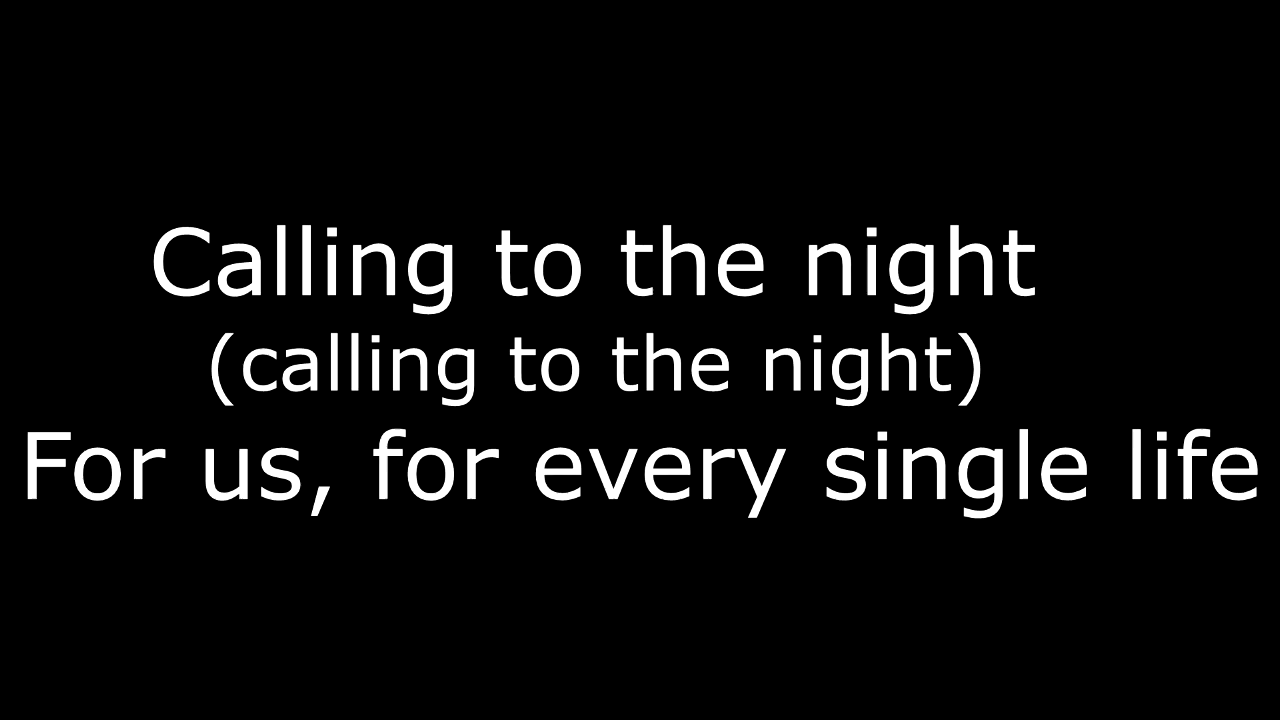 Calling to the night
(calling to the night)
For us, for every single life